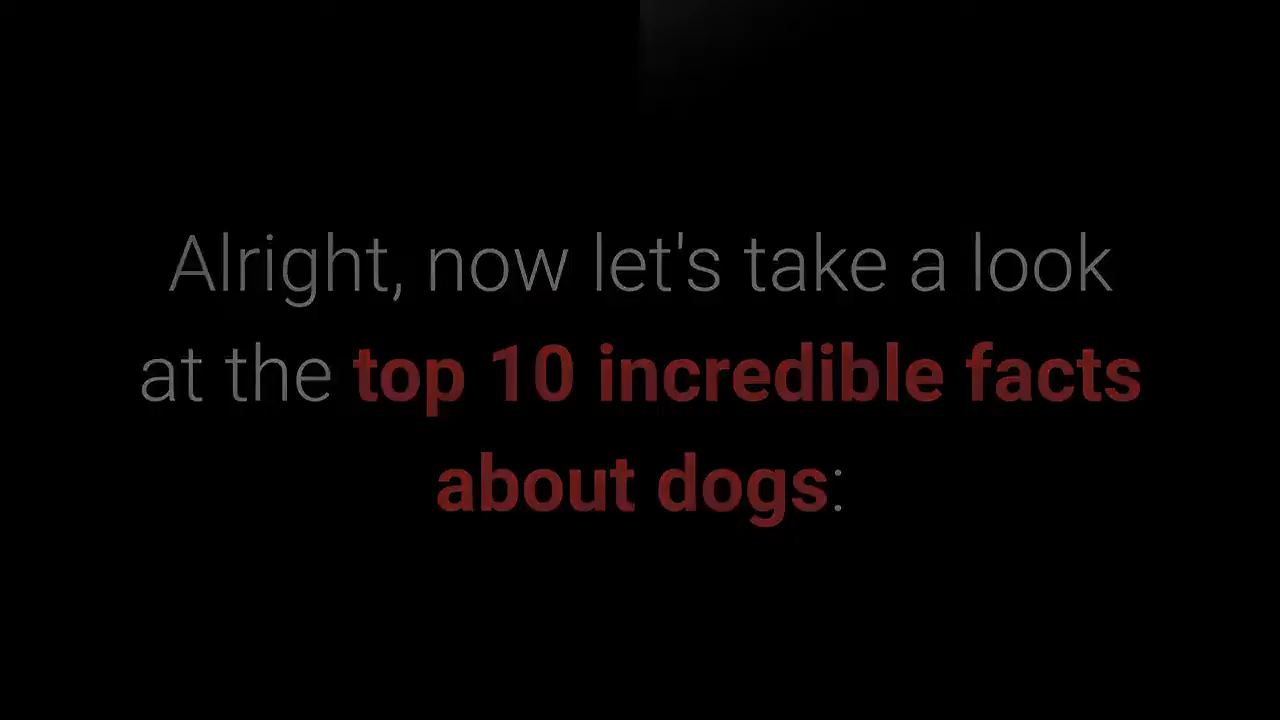 Alright, now let's take a look
at the top 10 incredible facts
about dogs: